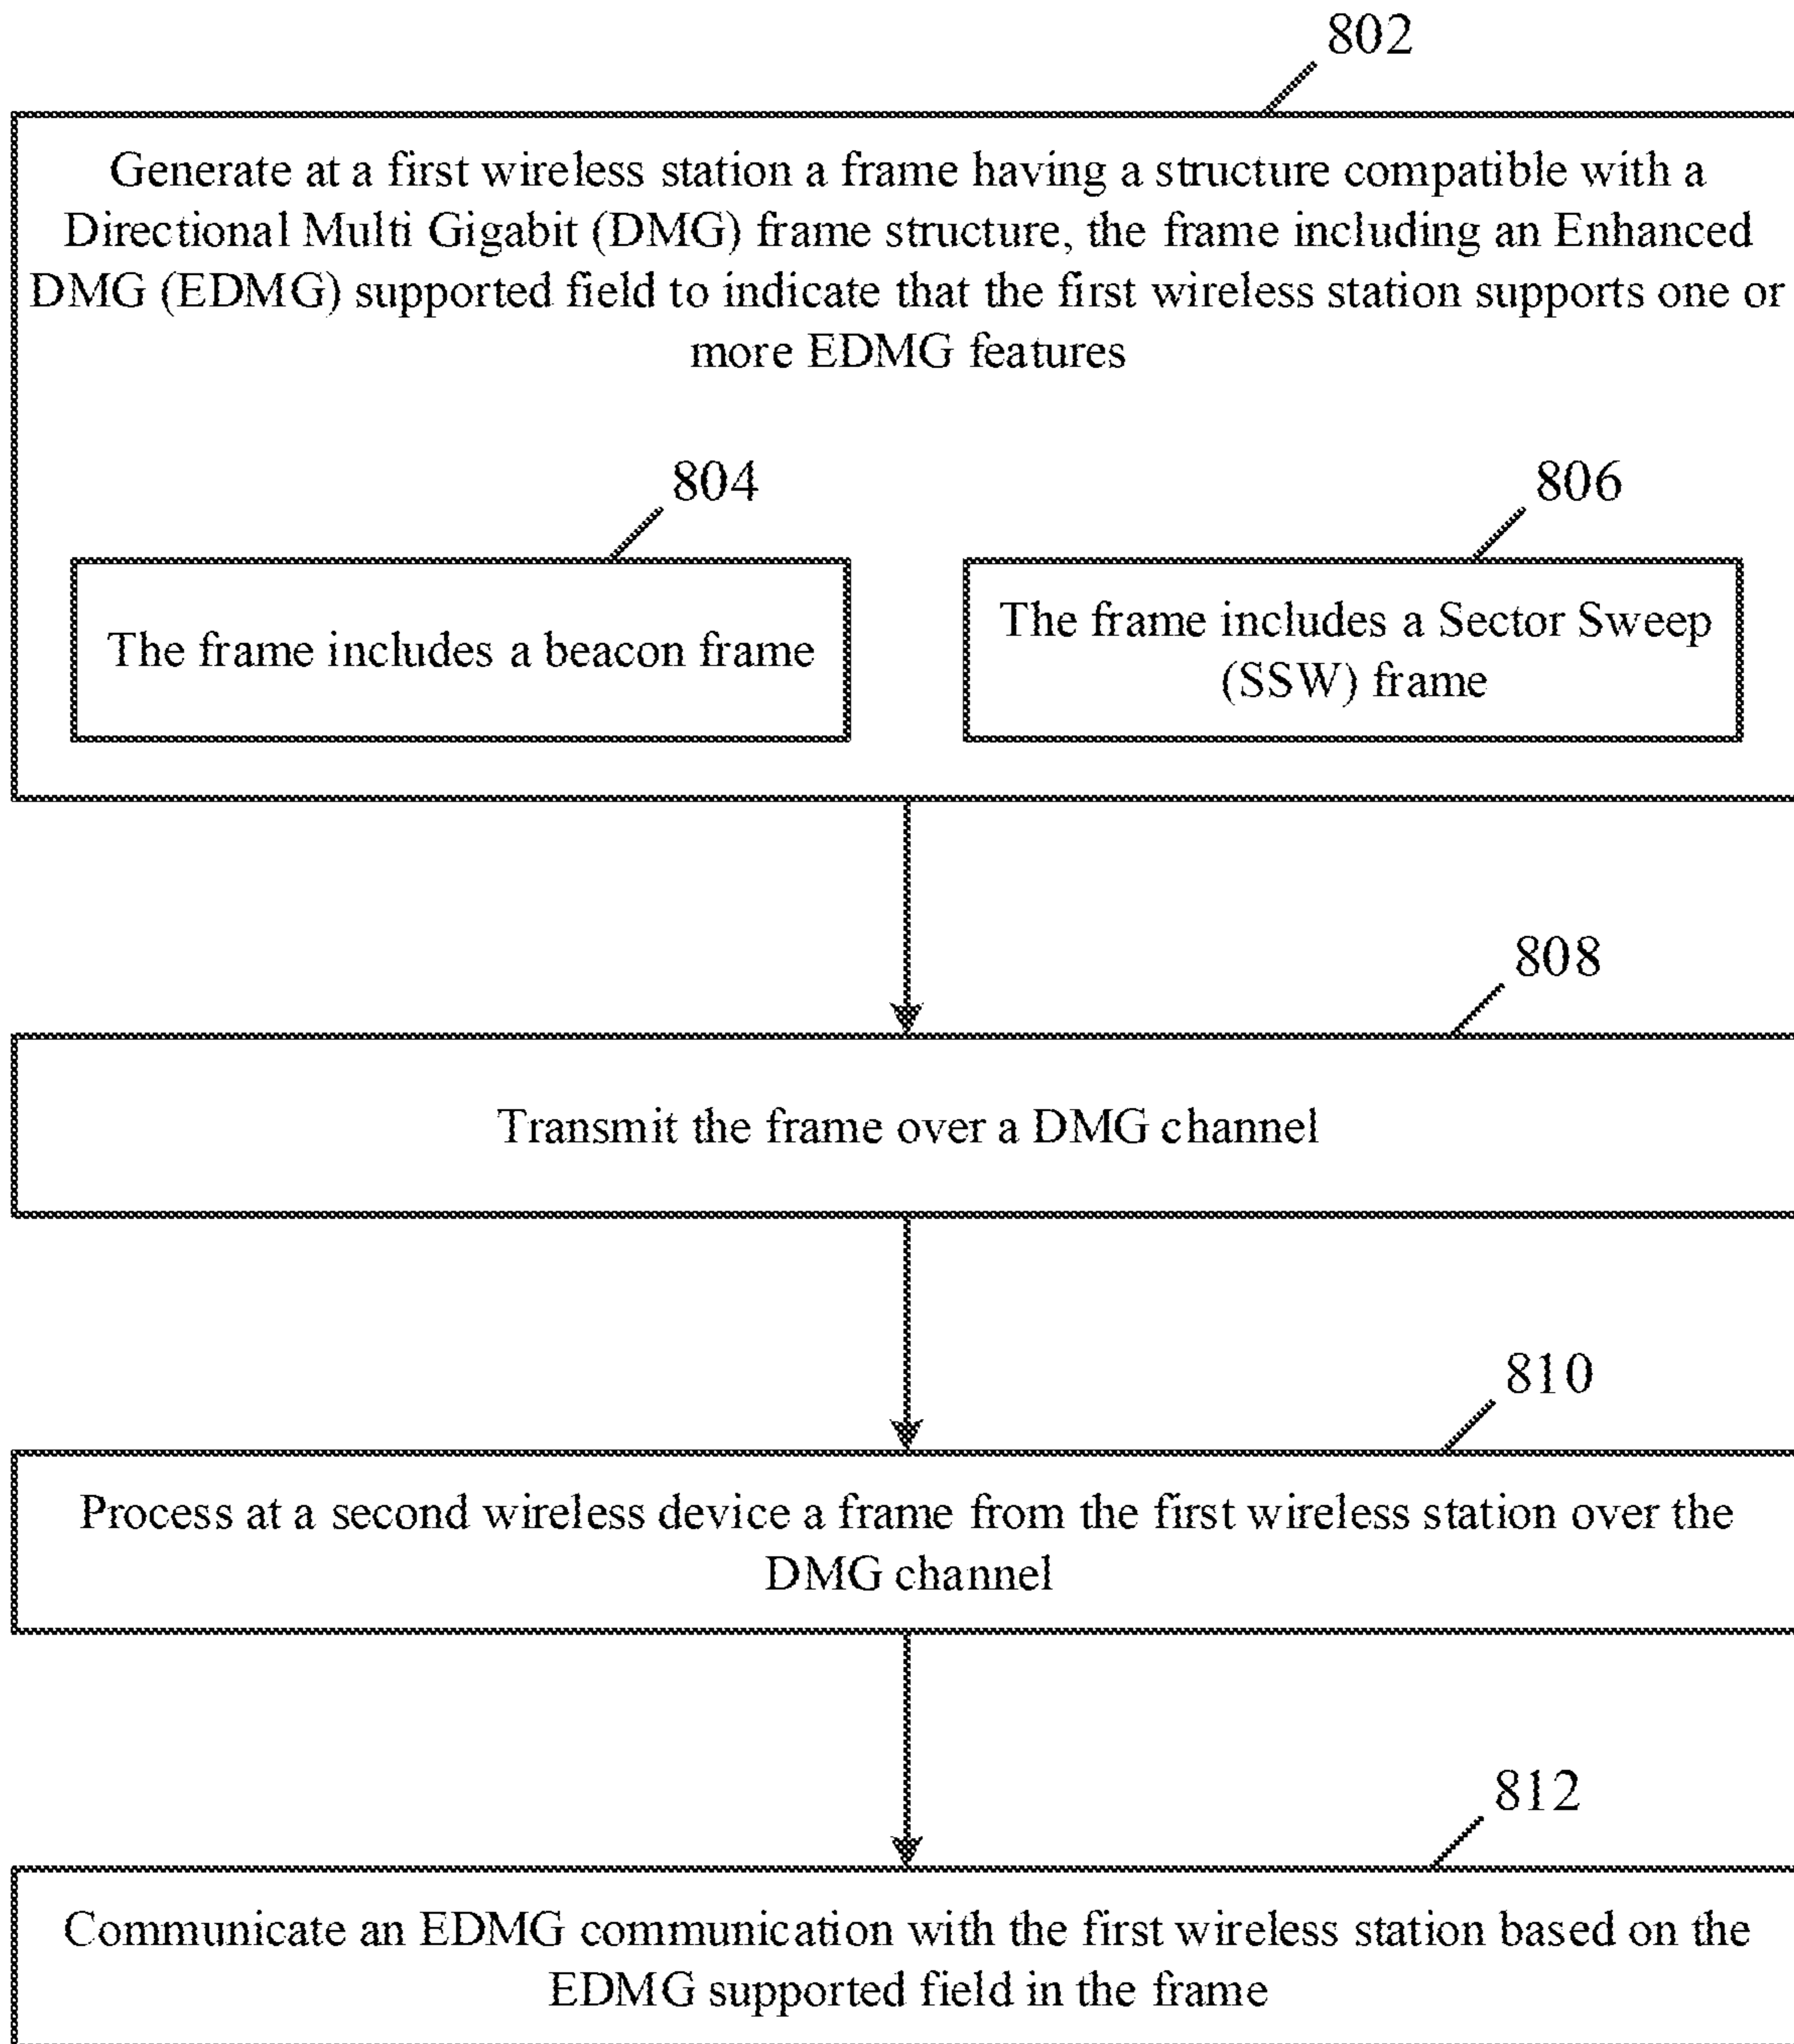 802
Generate at a first wireless station a frame having a structure compatible with a
Directional Multi Gigabit (DMG) frame structure, the frame including an Enhanced
DMG (EDMG) supported field to indicate that the first wireless station supports one or
more EDMG features
804
806
The frame includes a beacon frame
The frame includes a Sector Sweep
(SSW) frame
808
Transmit the frame over a DMG channel
810
Process at a second wireless device a frame from the first wireless station over the
DMG channel
812
Communicate an EDMG communication with the first wireless station based on the
EDMG supported field in the frame